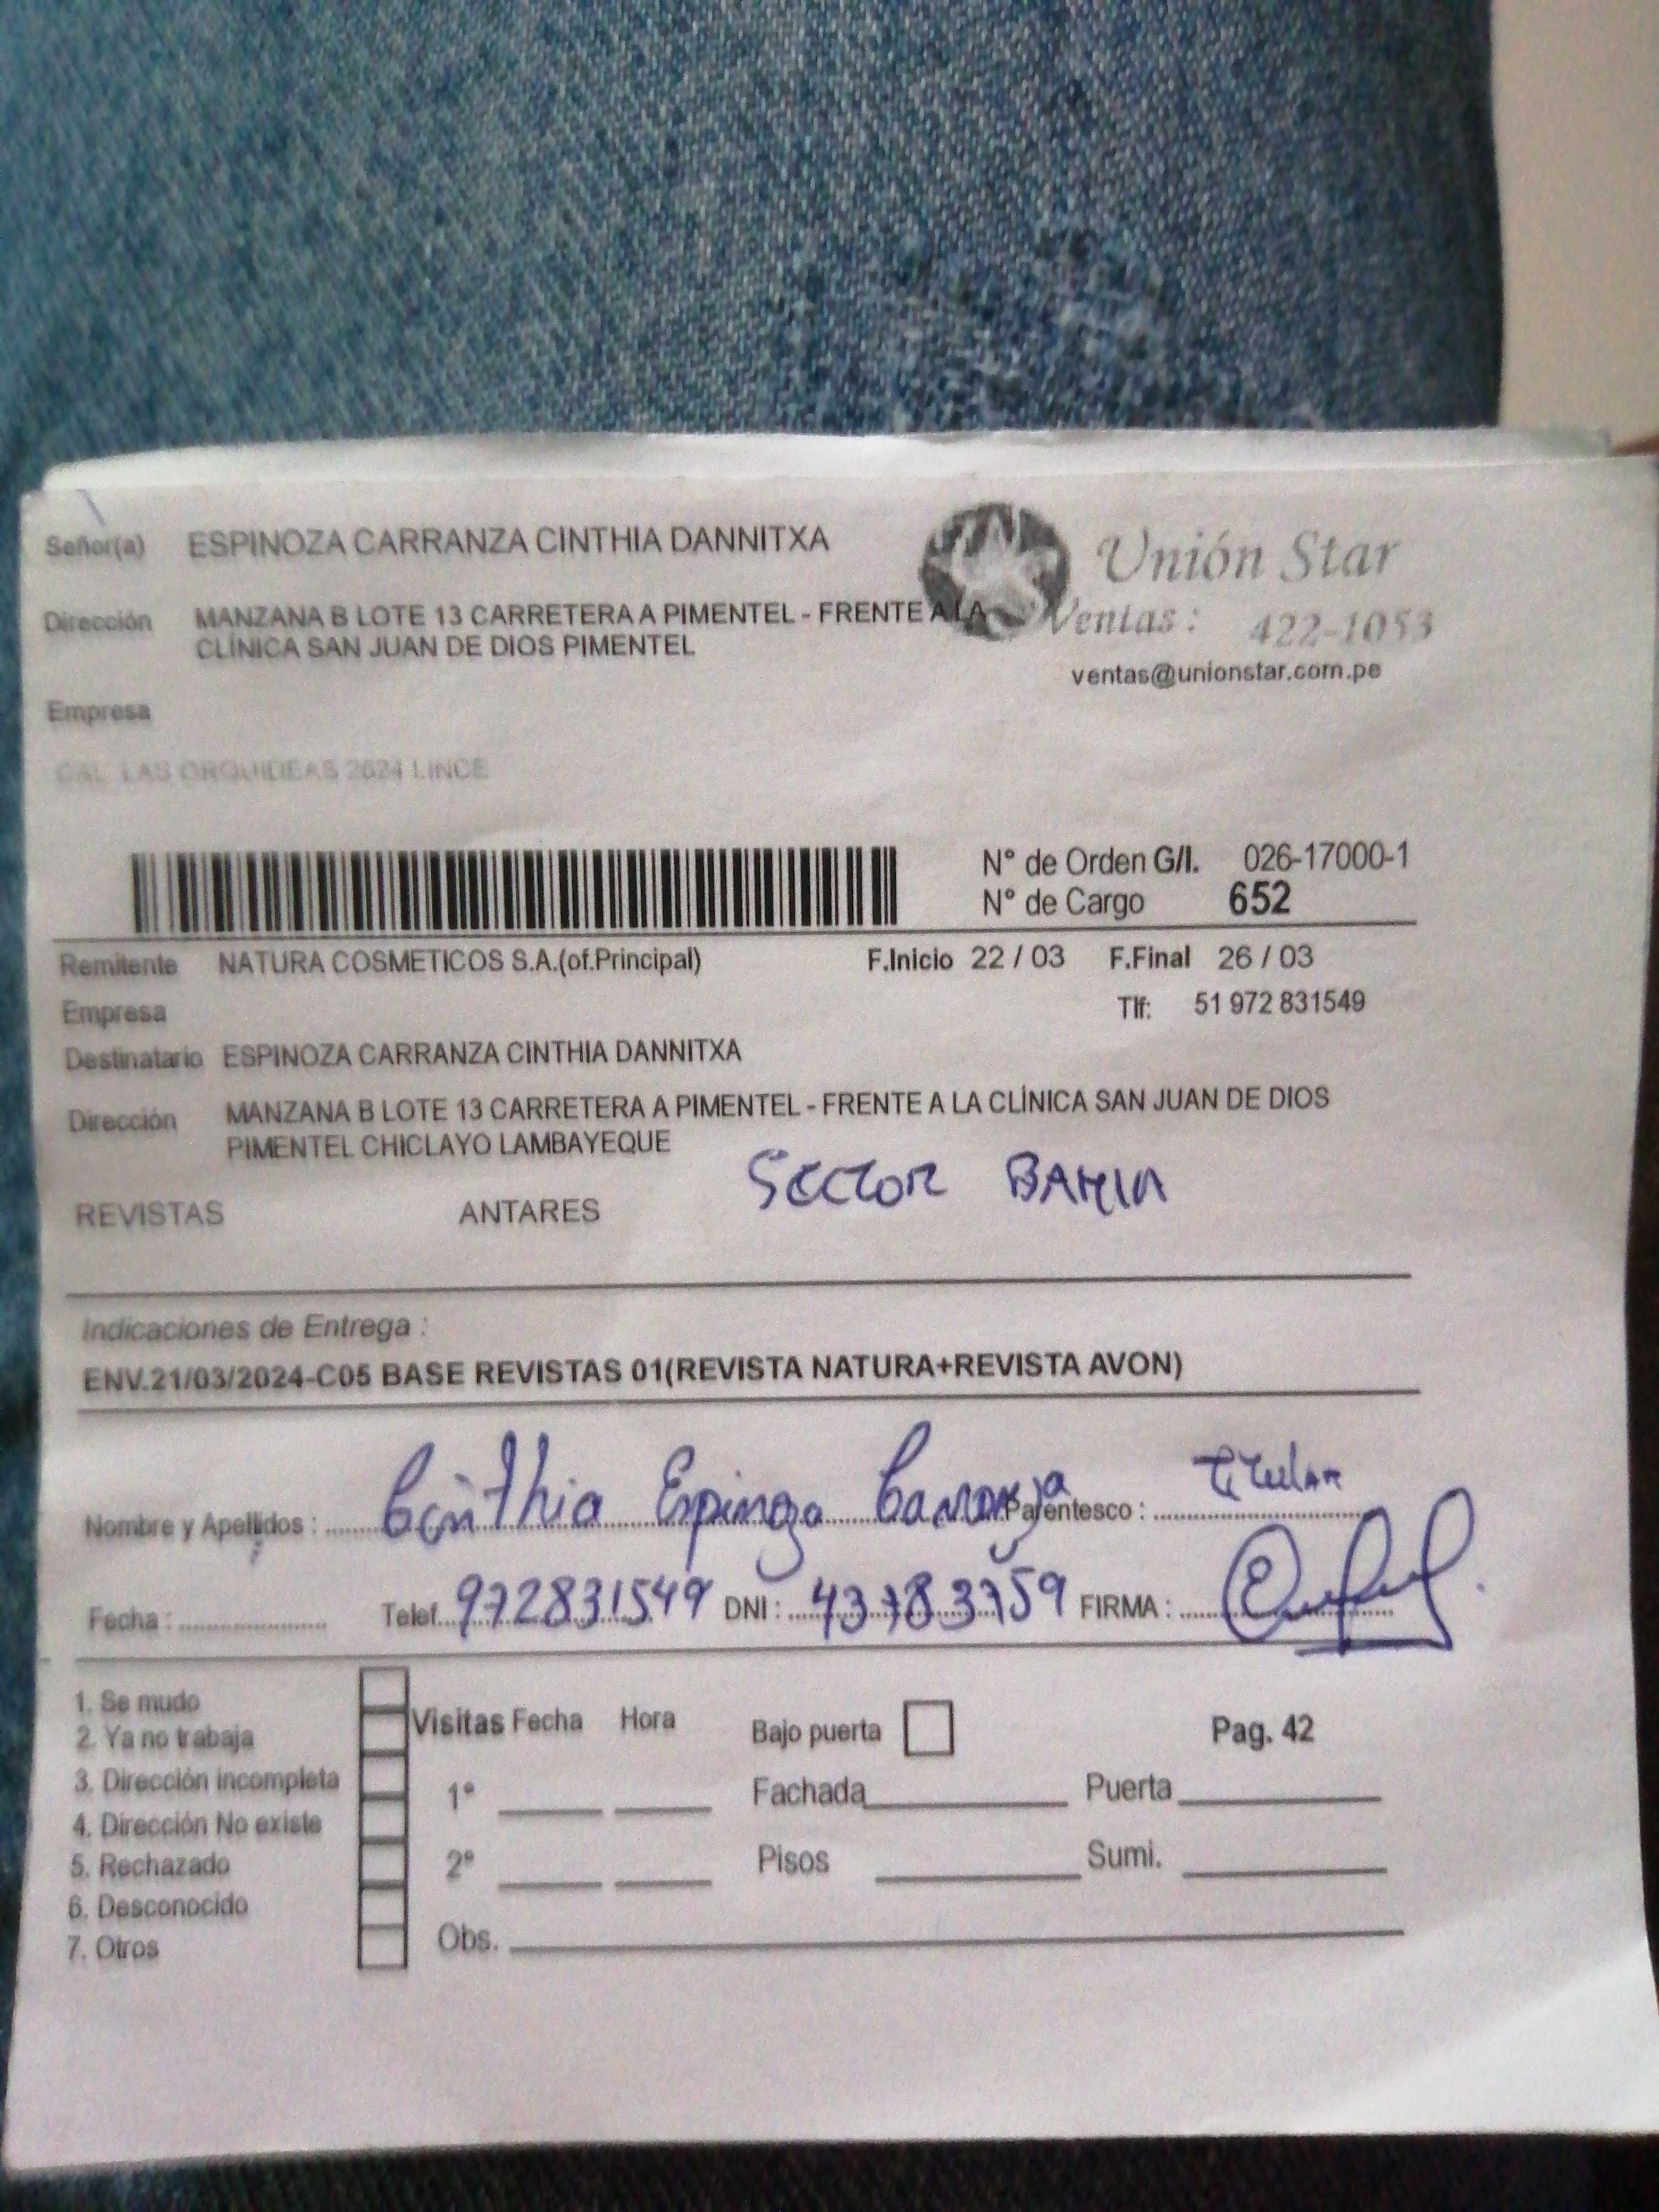 Señor(a) ESPINOZA CARRANZA CINTHIA DANNITXA
Unión Star
Dirección MANZANA B LOTE 13 CARRETERA A PIMENTEL - FRENTE A LA
CLÍNICA SAN JUAN DE DIOS PIMENTEL
Ventas : 422-1053
ventas@unionstar.com.pe
Empresa
CAL. LAS ORQUIDEAS 2624 LINCE
N° de Orden G/I. 026-17000-1
N° de Cargo 652
Remitente NATURA COSMETICOS S.A.(of.Principal) F.Inicio 22 / 03 F.Final 26 / 03
Empresa Tlf: 51 972 831549
Destinatario ESPINOZA CARRANZA CINTHIA DANNITXA
Dirección MANZANA B LOTE 13 CARRETERA A PIMENTEL - FRENTE A LA CLÍNICA SAN JUAN DE DIOS
PIMENTEL CHICLAYO LAMBAYEQUE
SECTOR BAHIA
REVISTAS ANTARES
Indicaciones de Entrega :
ENV.21/03/2024-C05 BASE REVISTAS 01(REVISTA NATURA+REVISTA AVON)
Nombre y Apellidos : Cinthia Espinoza Carranza Parentesco : Titular
Fecha : Telef. 972831549 DNI : 43783759 FIRMA :
1. Se mudo
2. Ya no trabaja
3. Dirección incompleta
4. Dirección No existe
5. Rechazado
6. Desconocido
7. Otros
Visitas Fecha Hora Bajo puerta Pag. 42
1° Fachada Puerta
2° Pisos Sumi.
Obs.